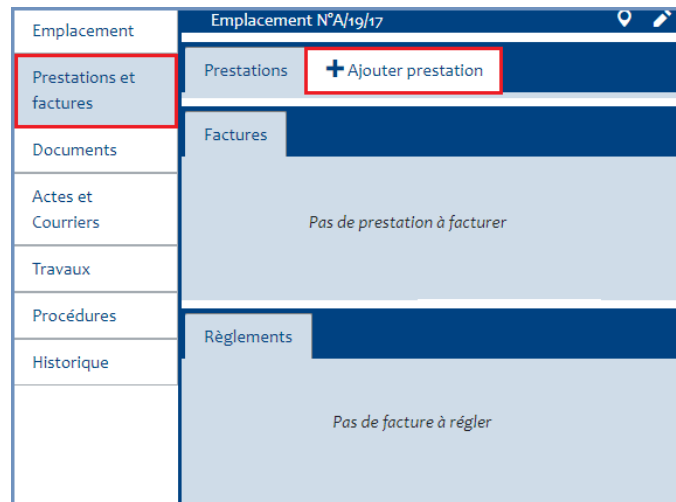 Emplacement
Prestations et
factures
Documents
Actes et
Courriers
Travaux
Procédures
Historique
Emplacement N°A/19/17
Prestations
Ajouter prestation
Factures
Pas de prestation à facturer
Règlements
Pas de facture à régler